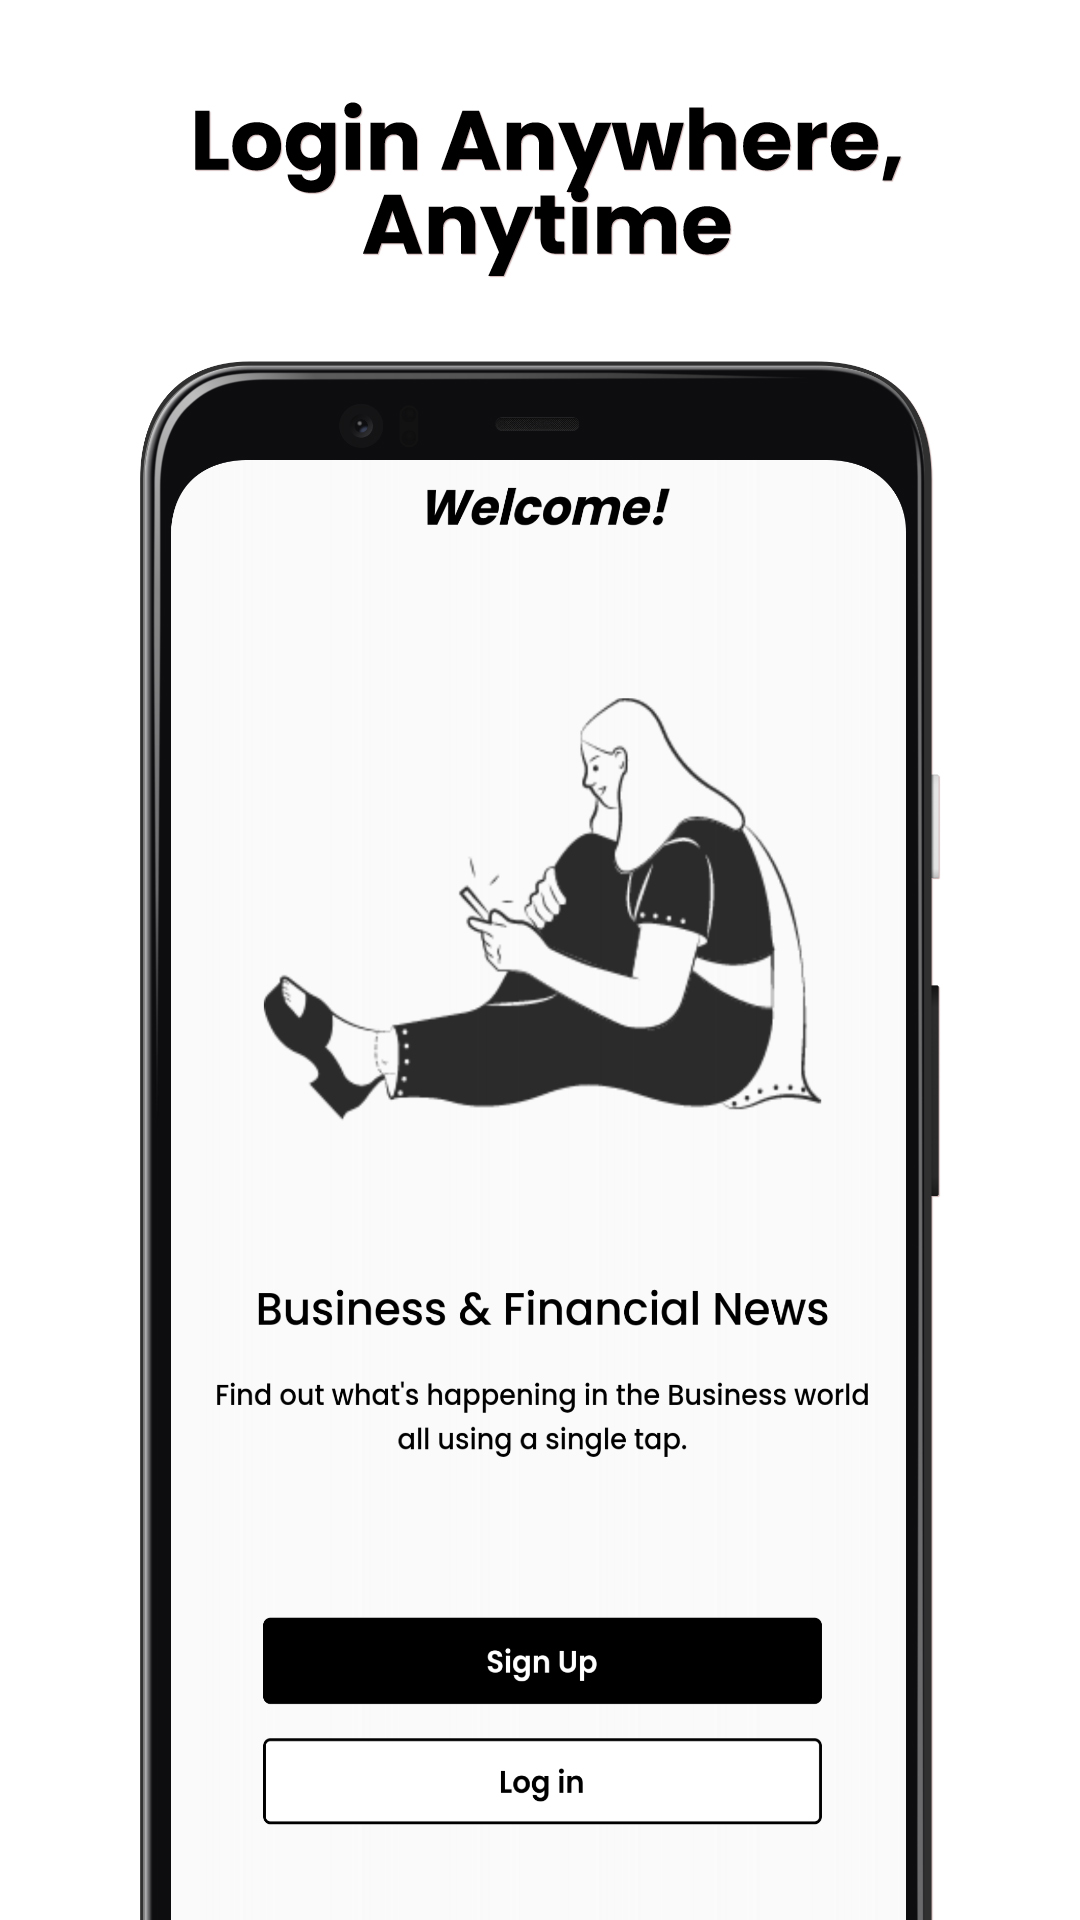 Login Anywhere,
Anytime
Welcome!
Business & Financial News
Find out what's happening in the Business world
all using a single tap.
Sign Up
Log in